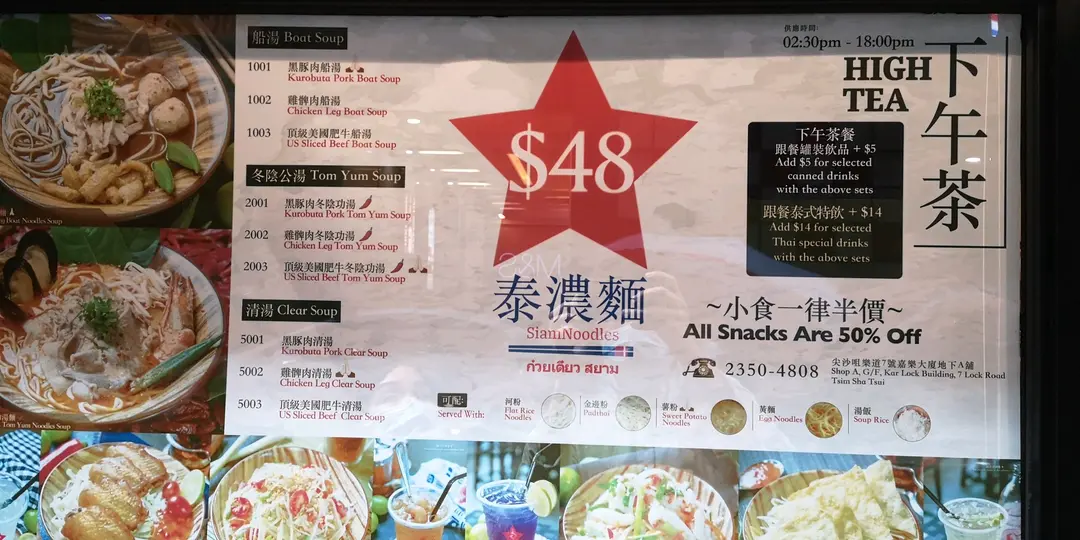 船湯 Boat Soup
1001 黑豚肉船湯
Kurobuta Pork Boat Soup
1002 雞髀肉船湯
Chicken Leg Boat Soup
1003 頂級美國肥牛船湯
US Sliced Beef Boat Soup
冬陰公湯 Tom Yum Soup
2001 黑豚肉冬陰功湯
Kurobuta Pork Tom Yum Soup
2002 雞髀肉冬陰功湯
Chicken Leg Tom Yum Soup
2003 頂級美國肥牛冬陰功湯
US Sliced Beef Tom Yum Soup
清湯 Clear Soup
5001 黑豚肉清湯
Kurobuta Pork Clear Soup
5002 雞髀肉清湯
Chicken Leg Clear Soup
5003 頂級美國肥牛清湯
US Sliced Beef Clear Soup
$48
泰濃麵
SiamNoodles
ก๋วยเตี๋ยว สยาม
供應時間:
02:30pm - 18:00pm
HIGH
TEA
下午茶
下午茶餐
跟餐罐裝飲品 + $5
Add $5 for selected
canned drinks
with the above sets
跟餐泰式特飲 + $14
Add $14 for selected
Thai special drinks
with the above sets
~小食一律半價~
All Snacks Are 50% Off
2350-4808
尖沙咀樂道7號嘉樂大廈地下A舖
Shop A, G/F, Kar Lock Building, 7 Lock Road
Tsim Sha Tsui
可配:
Served With:
河粉
Flat Rice
Noodles
金邊粉
Padthai
薯粉
Sweet Potato
Noodles
黃麵
Egg Noodles
湯飯
Soup Rice
Boat Noodles Soup
Tom Yum Noodles Soup